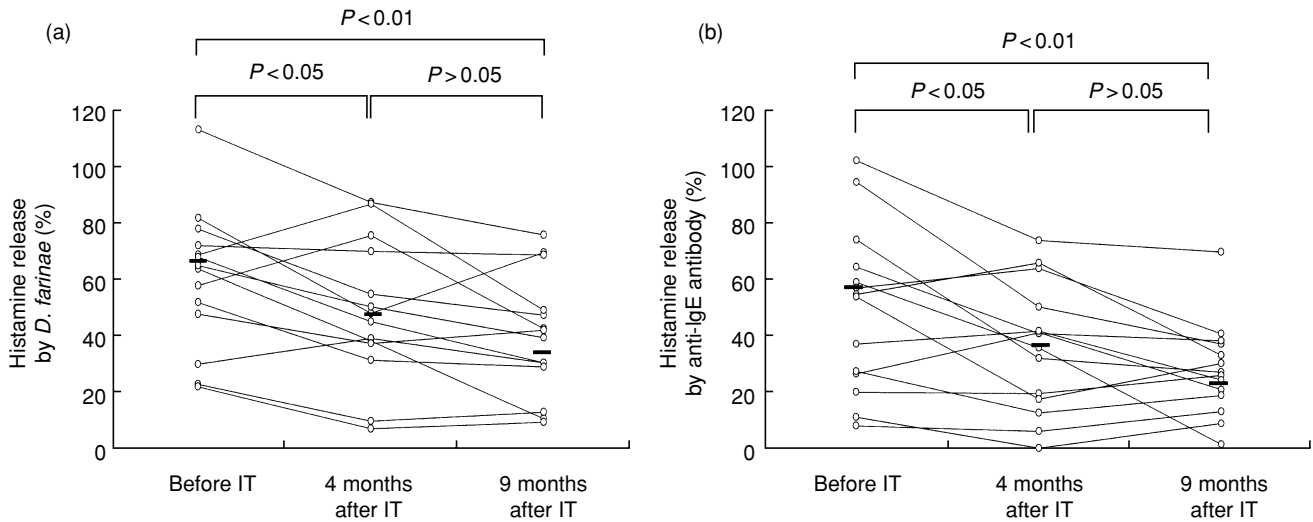 (a)
P < 0.01
P < 0.05
P > 0.05
Histamine release
by D. farinae (%)
120
100
80
60
40
20
0
Before IT
4 months
after IT
9 months
after IT
(b)
P < 0.01
P < 0.05
P > 0.05
Histamine release
by anti-IgE antibody (%)
120
100
80
60
40
20
0
Before IT
4 months
after IT
9 months
after IT